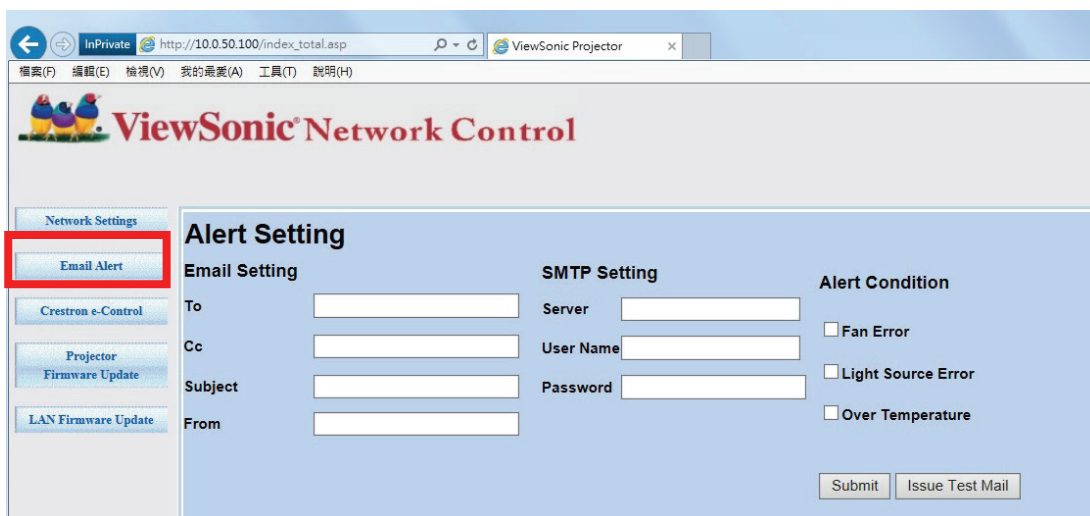 InPrivate http://10.0.50.100/index_total.asp ViewSonic Projector
檔案(F) 編輯(E) 檢視(V) 我的最愛(A) 工具(T) 說明(H)
ViewSonic® Network Control
Network Settings
Email Alert
Crestron e-Control
Projector
Firmware Update
LAN Firmware Update
Alert Setting
Email Setting
To
Cc
Subject
From
SMTP Setting
Server
User Name
Password
Alert Condition
Fan Error
Light Source Error
Over Temperature
Submit Issue Test Mail